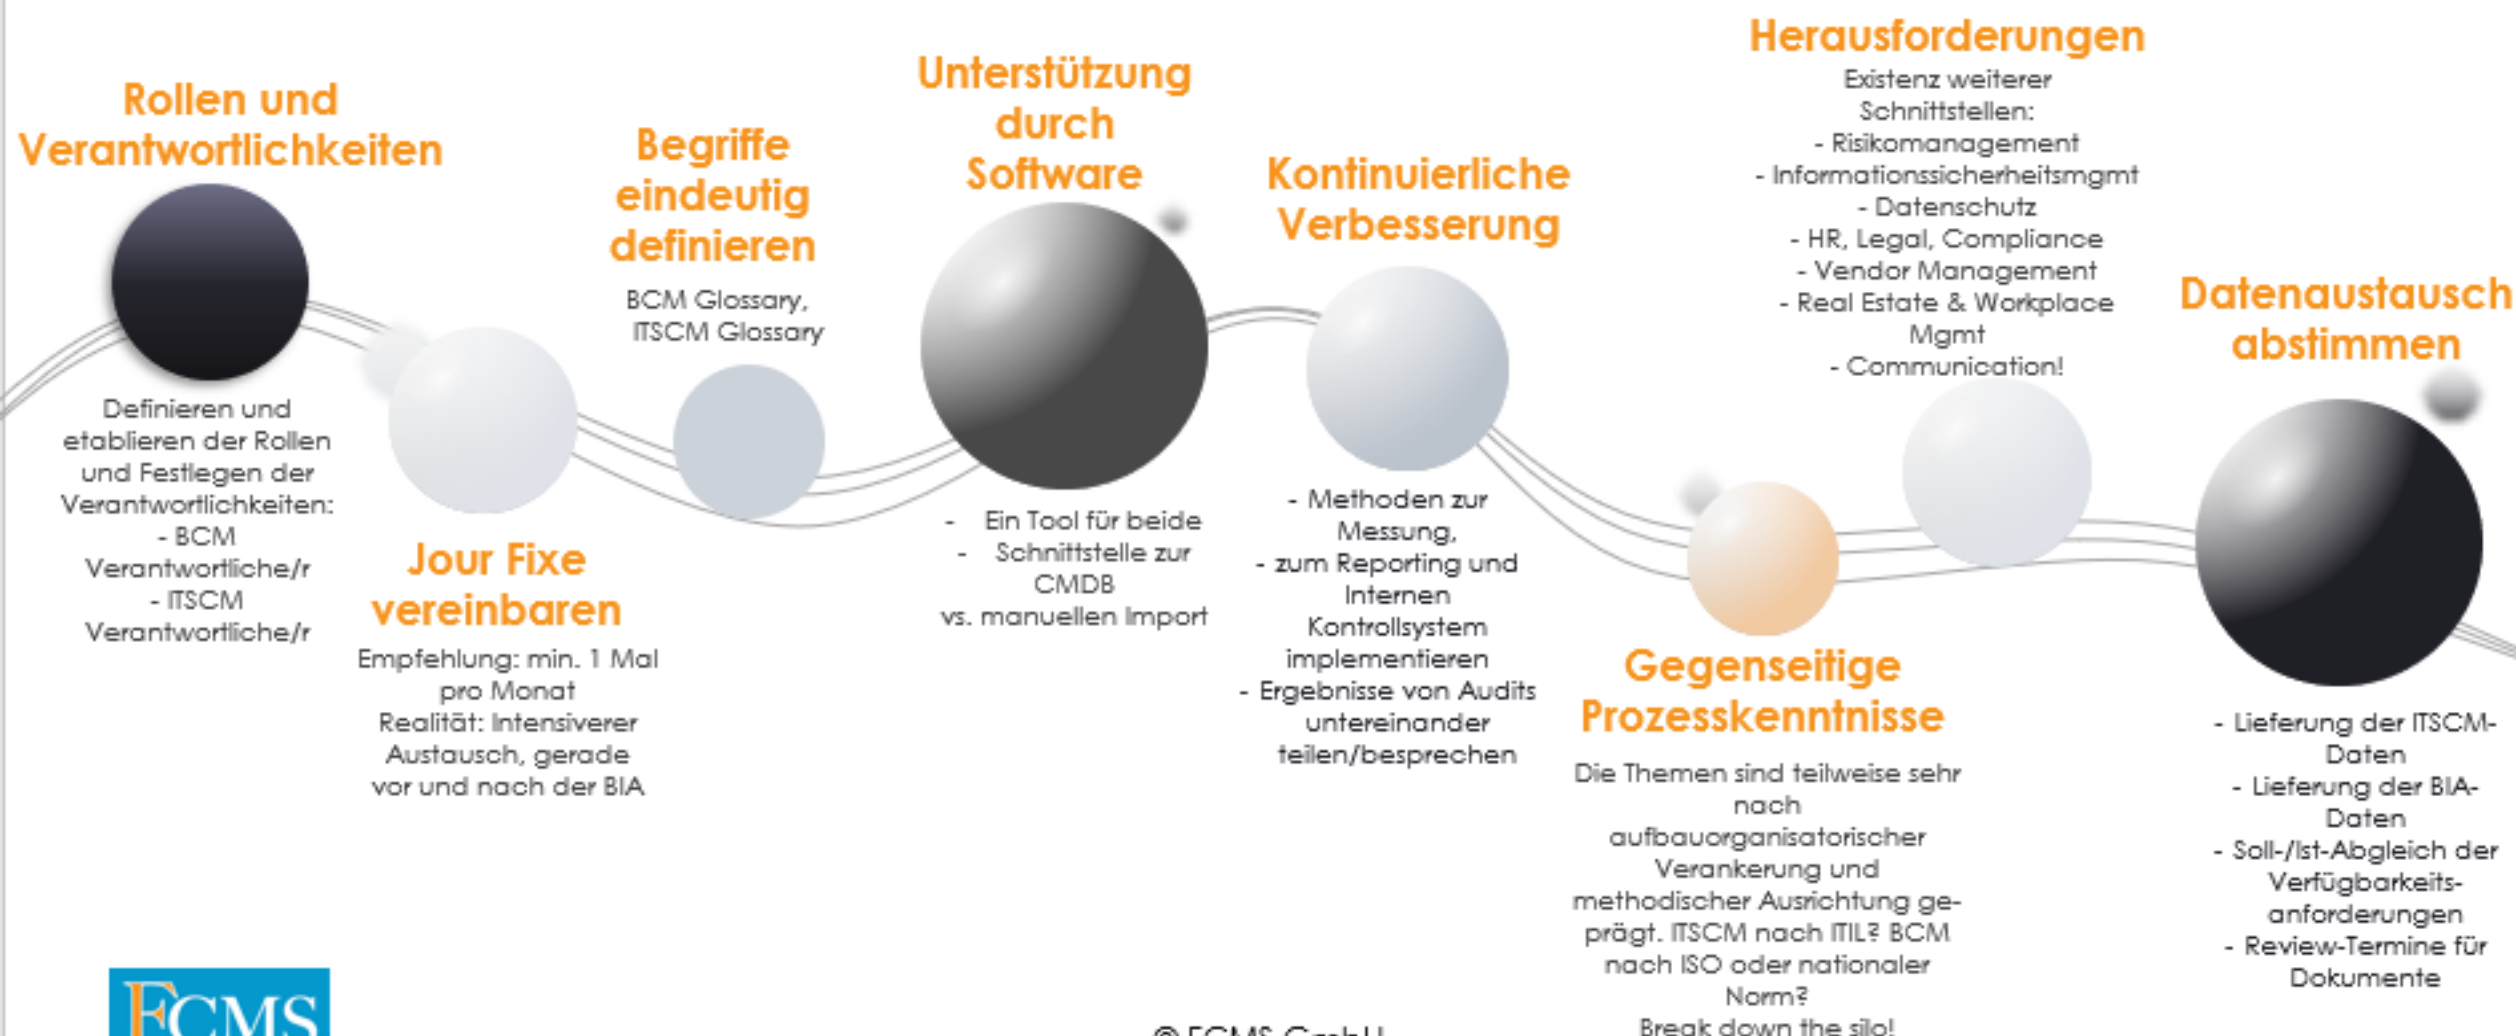 Rollen und
Verantwortlichkeiten
Definieren und
etablieren der Rollen
und Festlegen der
Verantwortlichkeiten:
- BCM
Verantwortliche/r
- ITSCM
Verantwortliche/r
Jour Fixe
vereinbaren
Empfehlung: min. 1 Mal
pro Monat
Realität: Intensiverer
Austausch, gerade
vor und nach der BIA
Begriffe
eindeutig
definieren
BCM Glossary,
ITSCM Glossary
Unterstützung
durch
Software
- Ein Tool für beide
- Schnittstelle zur
CMDB
vs. manuellen Import
Kontinuierliche
Verbesserung
- Methoden zur
Messung,
- zum Reporting und
Internen
Kontrollsystem
implementieren
- Ergebnisse von Audits
untereinander
teilen/besprechen
Gegenseitige
Prozesskenntnisse
Die Themen sind teilweise sehr
nach
aufbauorganisatorischer
Verankerung und
methodischer Ausrichtung ge-
prägt. ITSCM nach ITIL? BCM
nach ISO oder nationaler
Norm?
Break down the silo!
Herausforderungen
Existenz weiterer
Schnittstellen:
- Risikomanagement
- Informationssicherheitsmgmt
- Datenschutz
- HR, Legal, Compliance
- Vendor Management
- Real Estate & Workplace
Mgmt
- Communication!
Datenaustausch
abstimmen
- Lieferung der ITSCM-
Daten
- Lieferung der BIA-
Daten
- Soll-/Ist-Abgleich der
Verfügbarkeits-
anforderungen
- Review-Termine für
Dokumente
FCMS
© FCMS GmbH